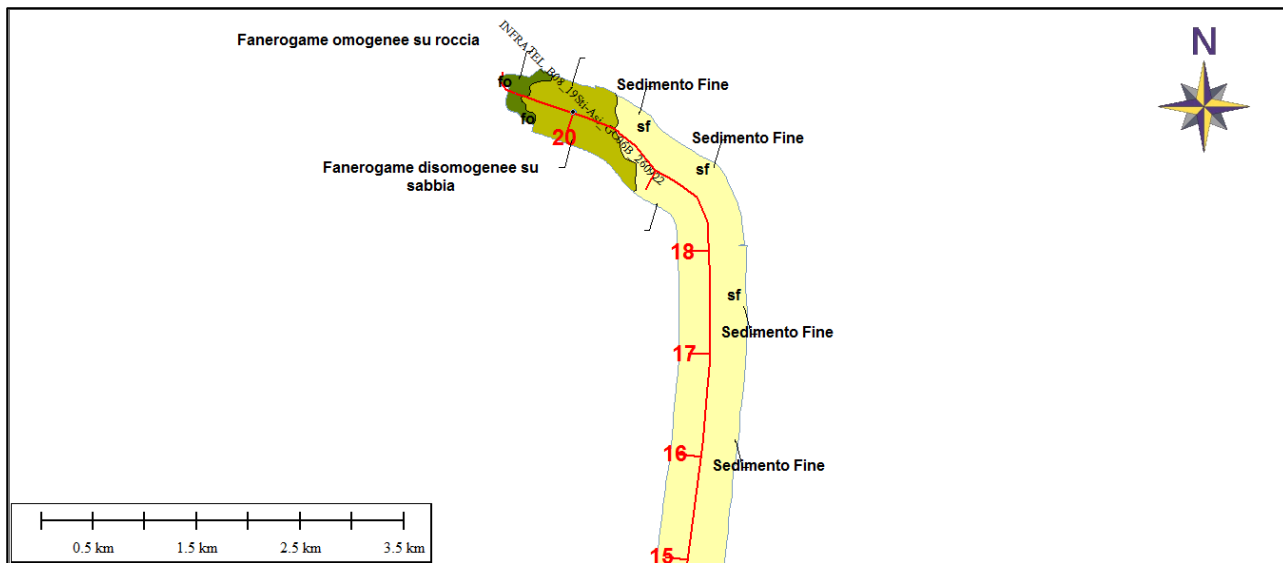 N
Fanerogame omogenee su roccia
Sedimento Fine
fo
sf
fo
20
Sedimento Fine
Fanerogame disomogenee su
sabbia
sf
18
sf
Sedimento Fine
17
16
Sedimento Fine
15
0.5 km 1.5 km 2.5 km 3.5 km